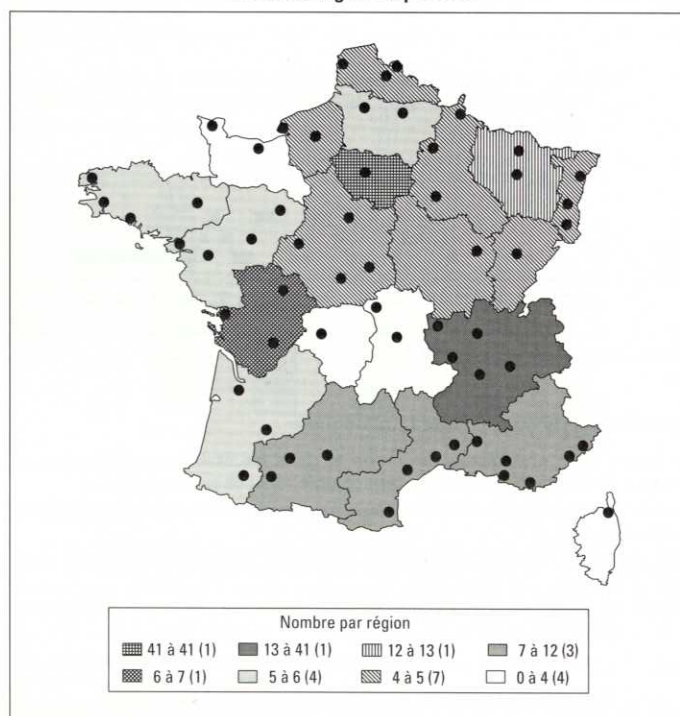 Nombre par région
41 à 41 (1) 13 à 41 (1) 12 à 13 (1) 7 à 12 (3)
6 à 7 (1) 5 à 6 (4) 4 à 5 (7) 0 à 4 (4)